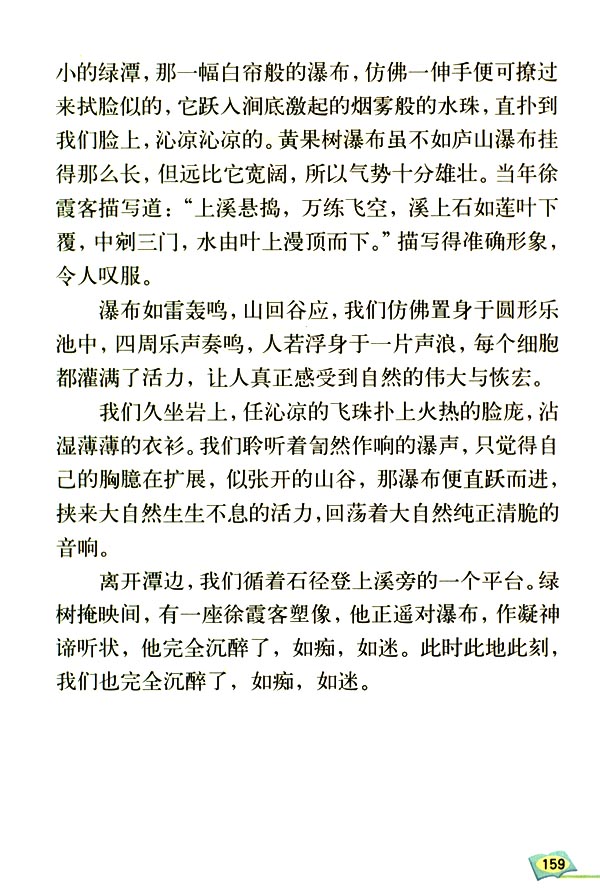 小的绿潭，那一幅白帘般的瀑布，仿佛一伸手便可撩过
来拭脸似的，它跃入涧底激起的烟雾般的水珠，直扑到
我们脸上，沁凉沁凉的。黄果树瀑布虽不如庐山瀑布挂
得那么长，但远比它宽阔，所以气势十分雄壮。当年徐
霞客描写道：“上溪悬捣，万练飞空，溪上石如莲叶下
覆，中剜三门，水由叶上漫顶而下。”描写得准确形象，
令人叹服。
瀑布如雷轰鸣，山回谷应，我们仿佛置身于圆形乐
池中，四周乐声奏鸣，人若浮身于一片声浪，每个细胞
都灌满了活力，让人真正感受到自然的伟大与恢宏。
我们久坐岩上，任沁凉的飞珠扑上火热的脸庞，沾
湿薄薄的衣衫。我们聆听着訇然作响的瀑声，只觉得自
己的胸臆在扩展，似张开的山谷，那瀑布便直跃而进，
挟来大自然生生不息的活力，回荡着大自然纯正清脆的
音响。
离开潭边，我们循着石径登上溪旁的一个平台。绿
树掩映间，有一座徐霞客塑像，他正遥对瀑布，作凝神
谛听状，他完全沉醉了，如痴，如迷。此时此地此刻，
我们也完全沉醉了，如痴，如迷。
159